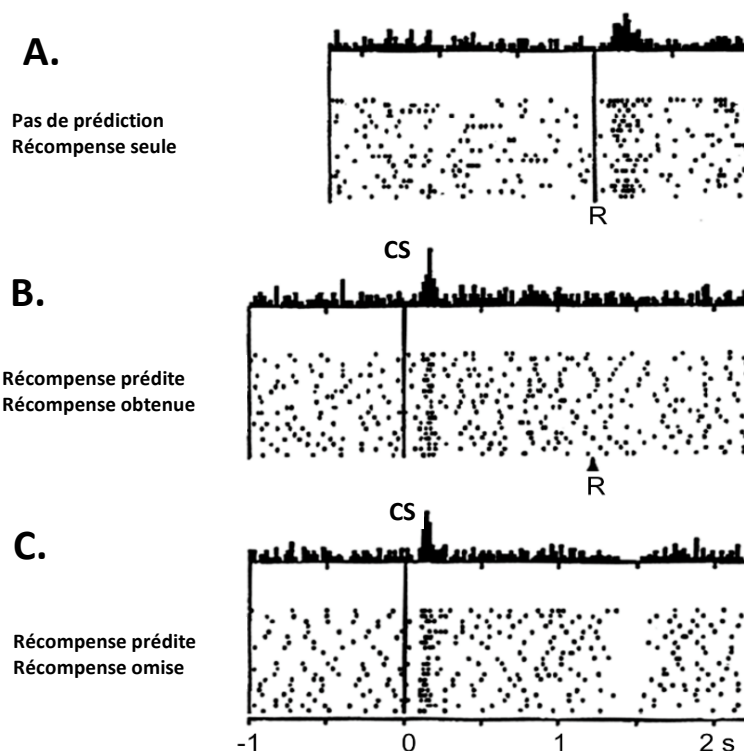 A.
Pas de prédiction
Récompense seule
R
CS
B.
Récompense prédite
Récompense obtenue
R
CS
C.
Récompense prédite
Récompense omise
-1 0 1 2 s